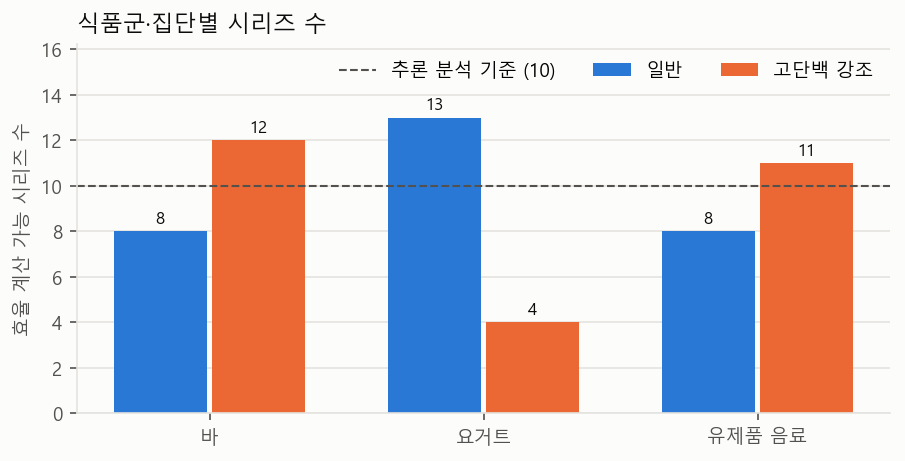 식품군·집단별 시리즈 수
추론 분석 기준 (10)
일반
고단백 강조
효율 계산 가능 시리즈 수
16
14
12
10
8
6
4
2
0
8
12
13
4
8
11
바
요거트
유제품 음료